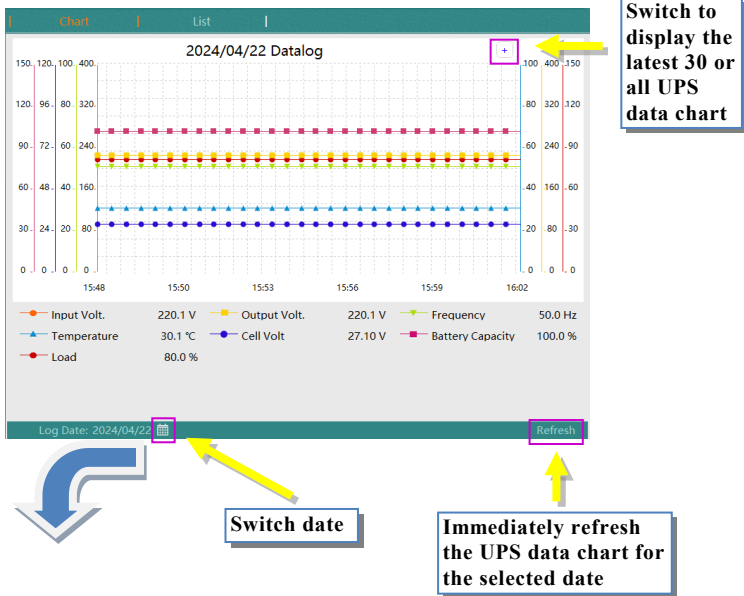 Chart List
Switch to
display the
latest 30 or
all UPS
data chart
2024/04/22 Datalog
+
150 120 100 400 100 400 150
120 96 80 320 80 320 120
90 72 60 240 60 240 90
60 48 40 160 40 160 60
30 24 20 80 20 80 30
0 0 0 0 0 0 0
15:48 15:50 15:53 15:56 15:59 16:02
Input Volt. 220.1 V Output Volt. 220.1 V Frequency 50.0 Hz
Temperature 30.1 ℃ Cell Volt 27.10 V Battery Capacity 100.0 %
Load 80.0 %
Log Date: 2024/04/22 Refresh
Switch date
Immediately refresh
the UPS data chart for
the selected date